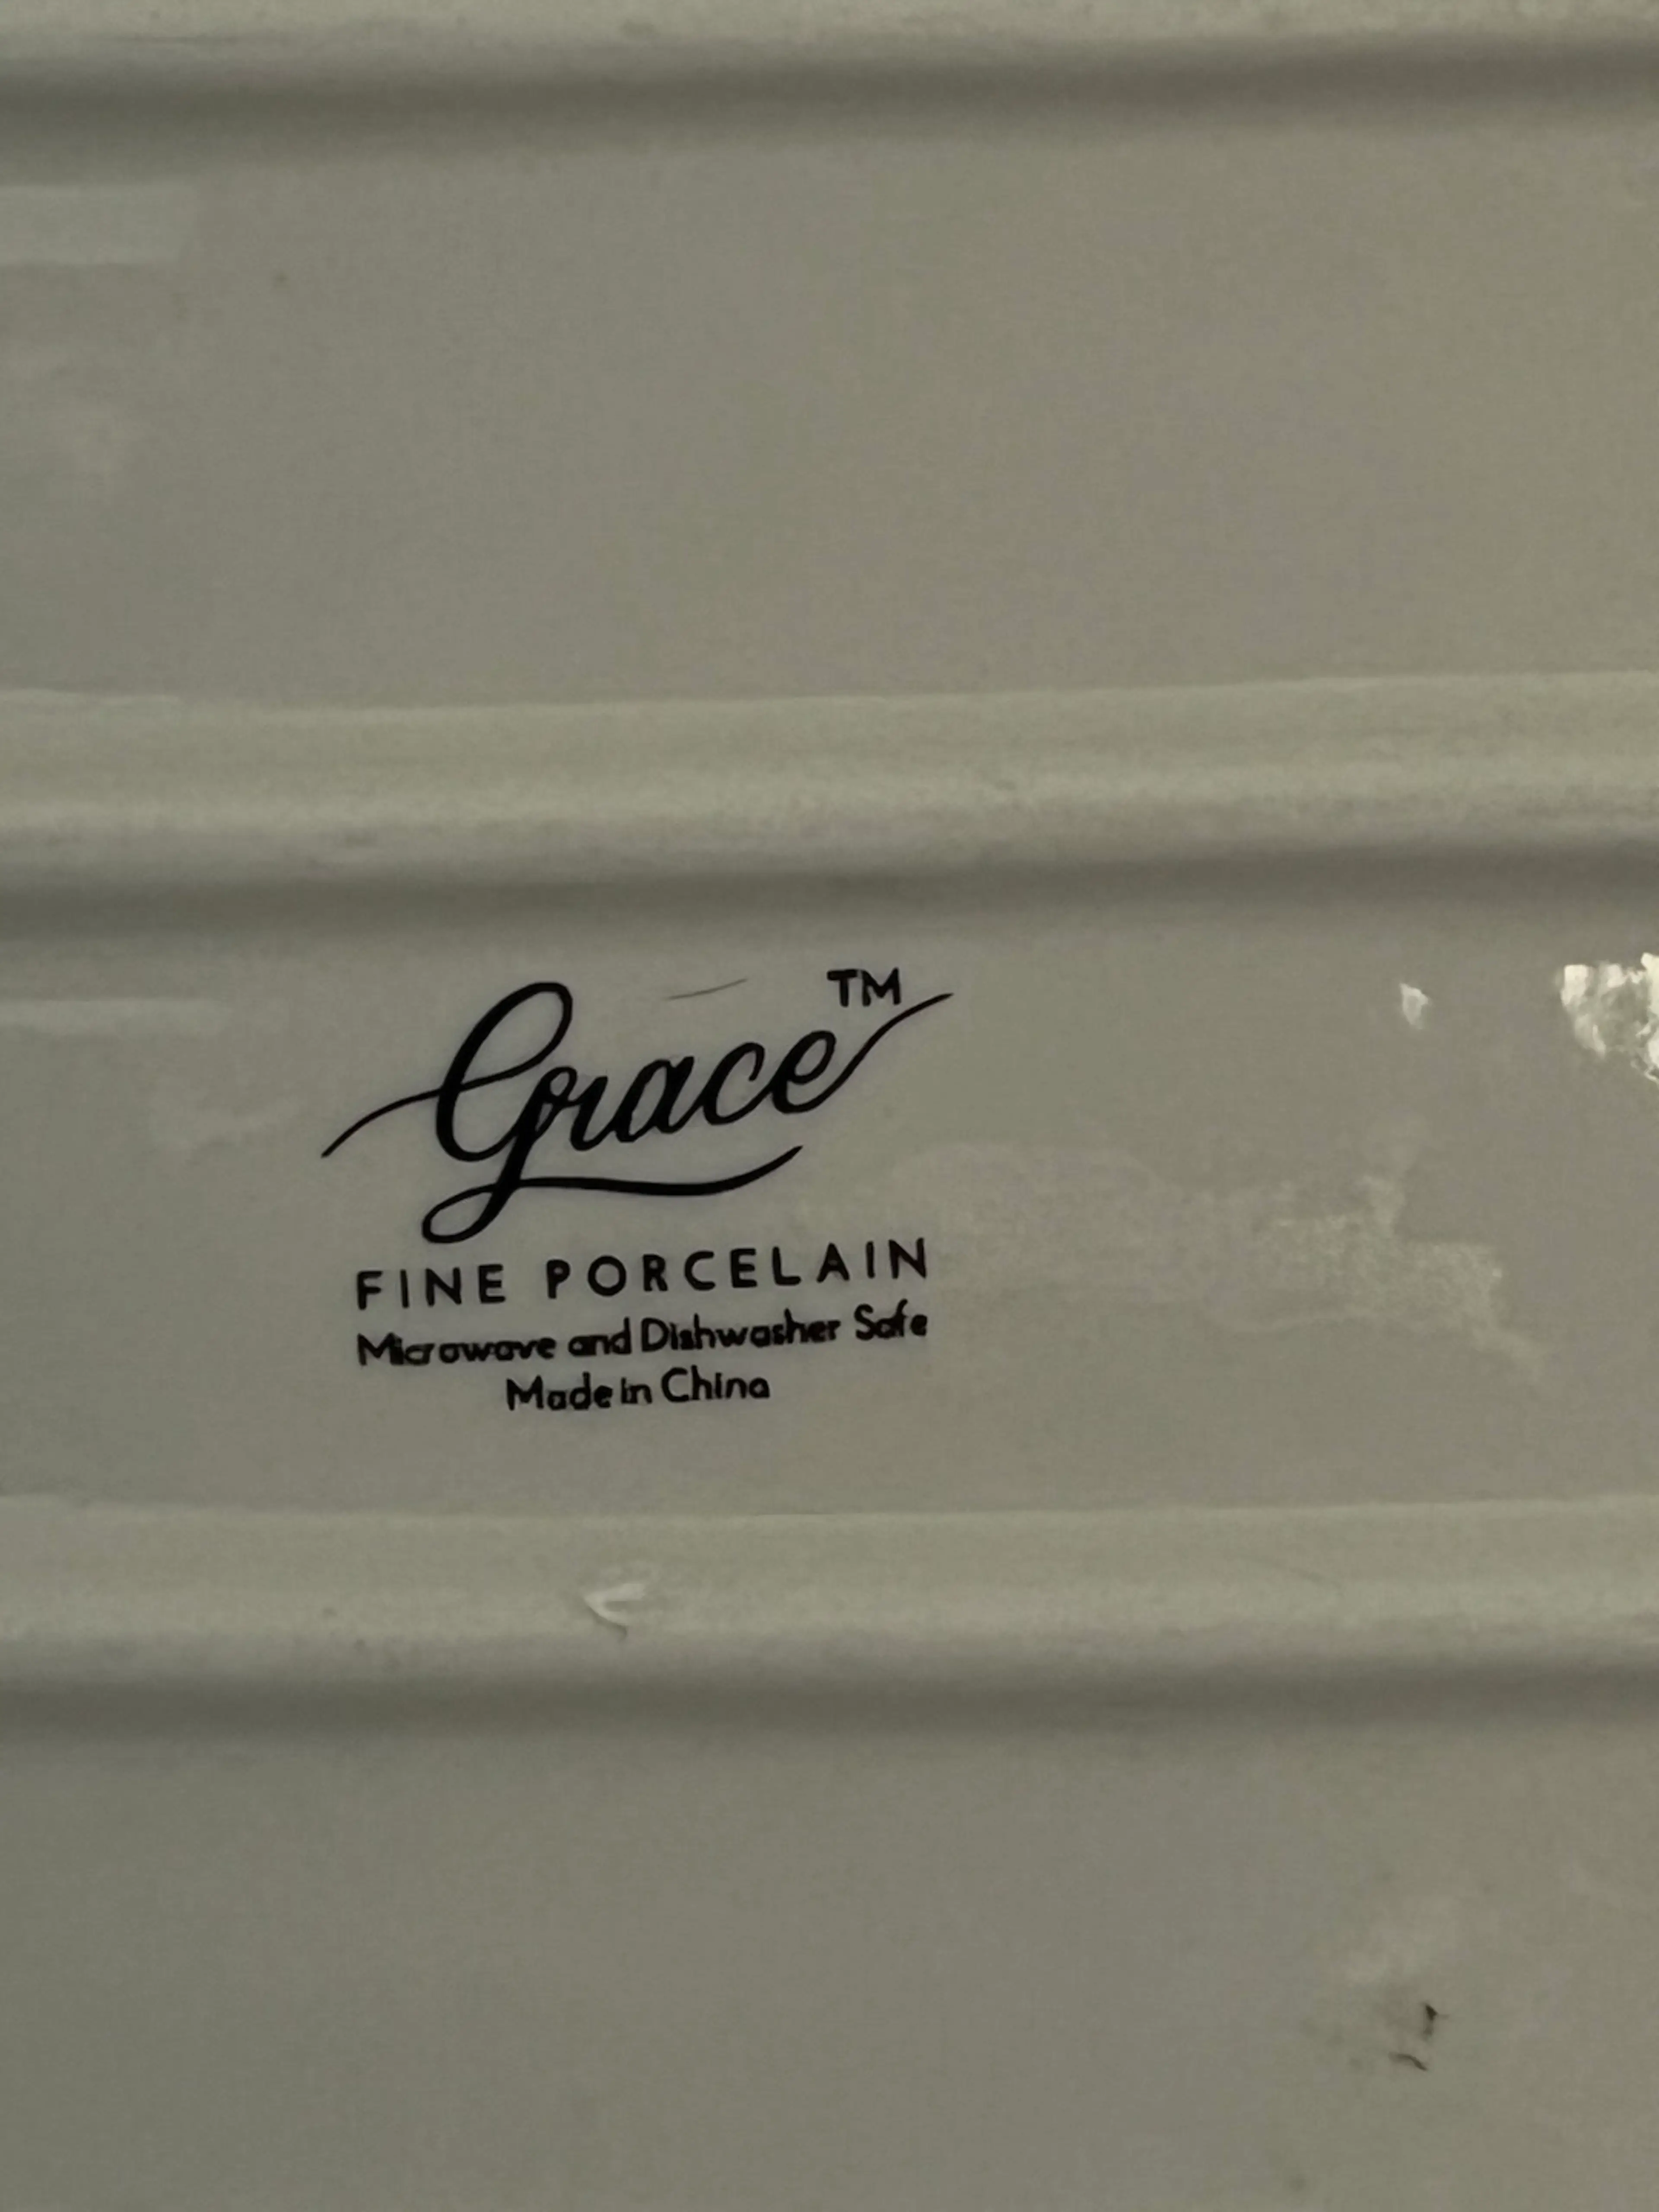 Grace™
FINE PORCELAIN
Microwave and Dishwasher Safe
Made in China